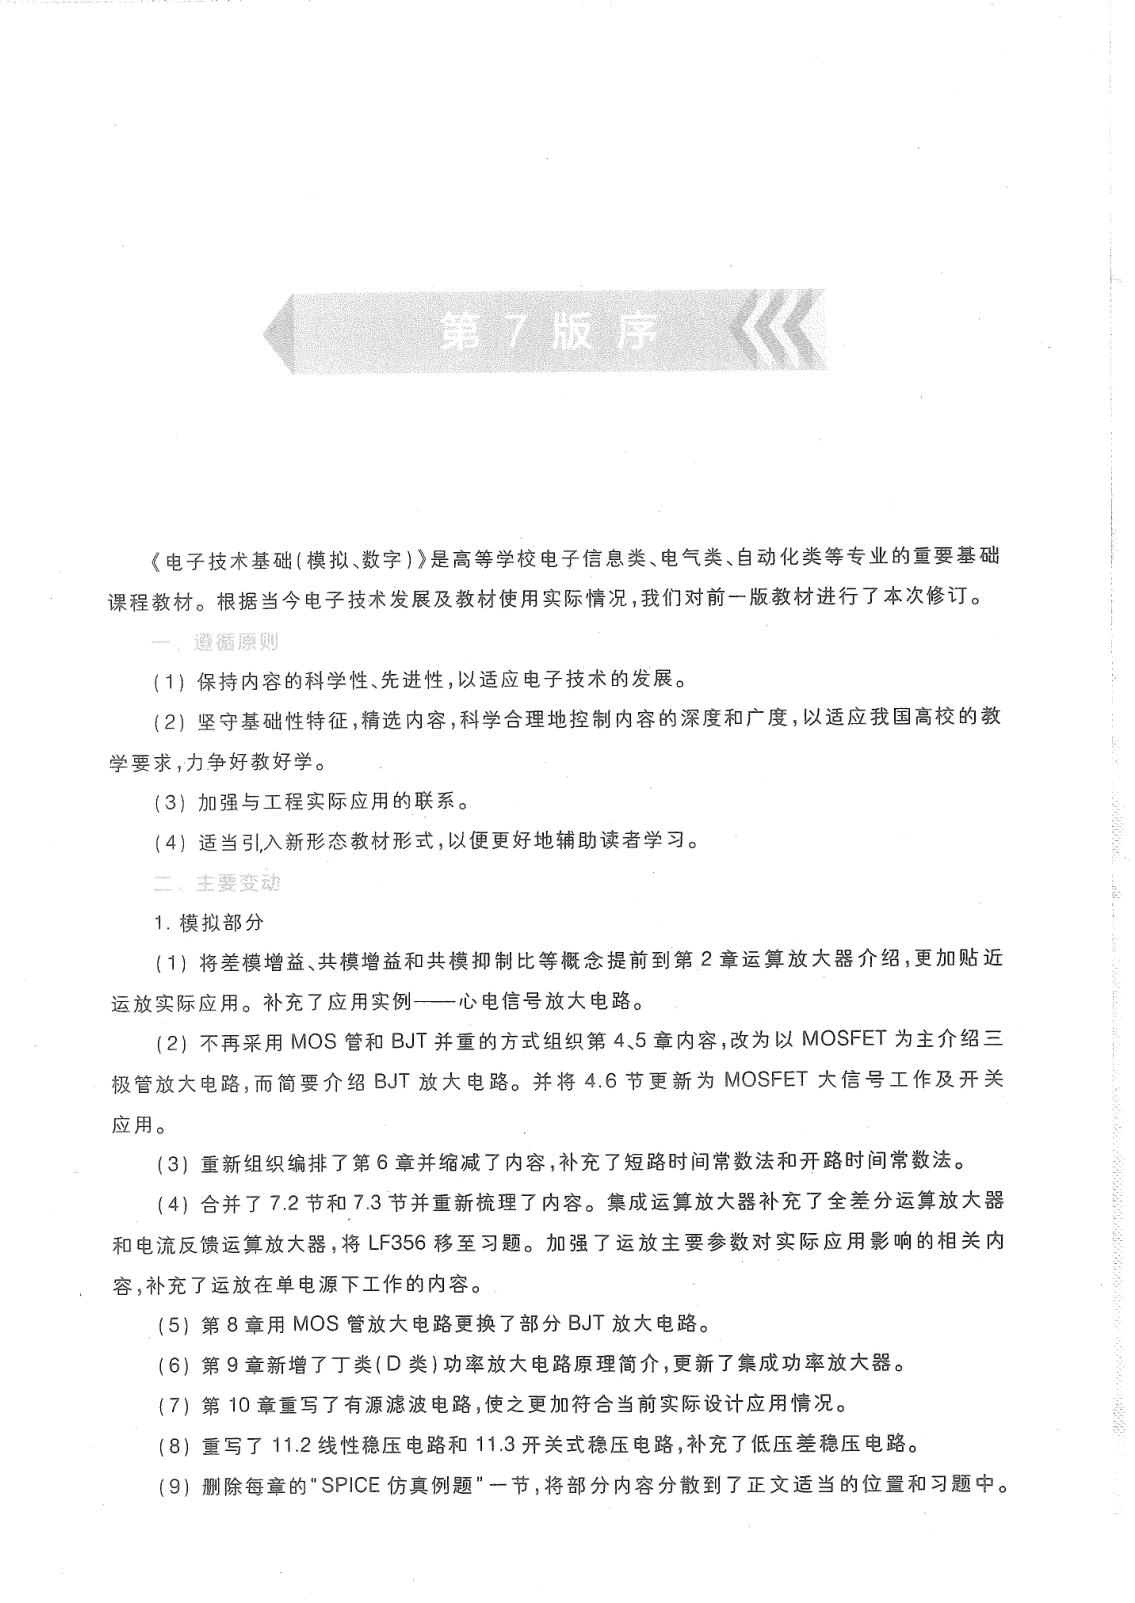 第 7 版 序
《电子技术基础(模拟、数字)》是高等学校电子信息类、电气类、自动化类等专业的重要基础
课程教材。根据当今电子技术发展及教材使用实际情况,我们对前一版教材进行了本次修订。
一、遵循原则
(1) 保持内容的科学性、先进性,以适应电子技术的发展。
(2) 坚守基础性特征,精选内容,科学合理地控制内容的深度和广度,以适应我国高校的教
学要求,力争好教好学。
(3) 加强与工程实际应用的联系。
(4) 适当引入新形态教材形式,以便更好地辅助读者学习。
二、主要变动
1. 模拟部分
(1) 将差模增益、共模增益和共模抑制比等概念提前到第 2 章运算放大器介绍,更加贴近
运放实际应用。补充了应用实例——心电信号放大电路。
(2) 不再采用 MOS 管和 BJT 并重的方式组织第 4、5 章内容,改为以 MOSFET 为主介绍三
极管放大电路,而简要介绍 BJT 放大电路。并将 4.6 节更新为 MOSFET 大信号工作及开关
应用。
(3) 重新组织编排了第 6 章并缩减了内容,补充了短路时间常数法和开路时间常数法。
(4) 合并了 7.2 节和 7.3 节并重新梳理了内容。集成运算放大器补充了全差分运算放大器
和电流反馈运算放大器,将 LF356 移至习题。加强了运放主要参数对实际应用影响的相关内
容,补充了运放在单电源下工作的内容。
(5) 第 8 章用 MOS 管放大电路更换了部分 BJT 放大电路。
(6) 第 9 章新增了丁类(D 类)功率放大电路原理简介,更新了集成功率放大器。
(7) 第 10 章重写了有源滤波电路,使之更加符合当前实际设计应用情况。
(8) 重写了 11.2 线性稳压电路和 11.3 开关式稳压电路,补充了低压差稳压电路。
(9) 删除每章的“SPICE 仿真例题”一节,将部分内容分散到了正文适当的位置和习题中。